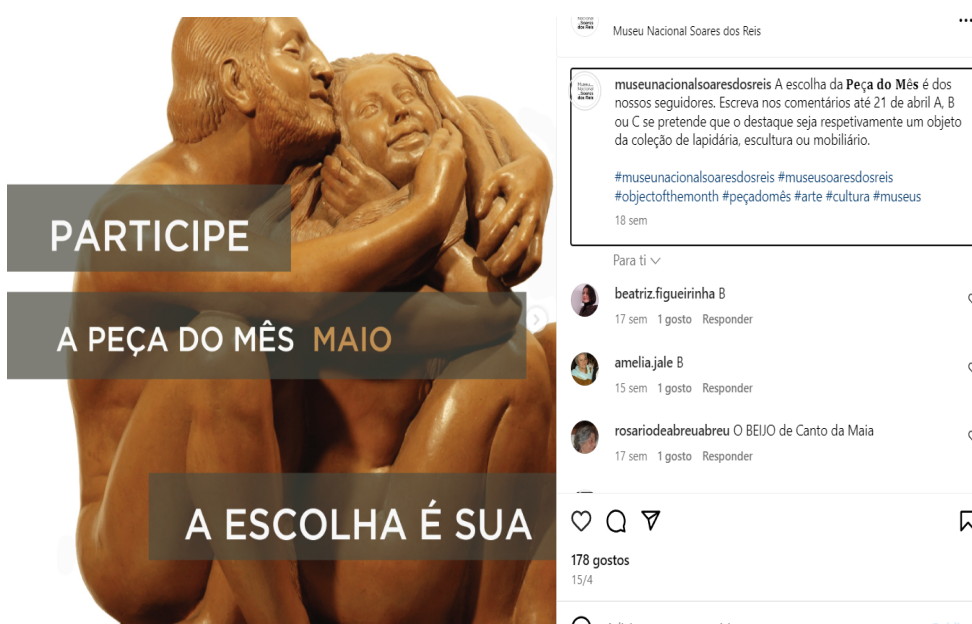 PARTICIPE
A PEÇA DO MÊS MAIO
A ESCOLHA É SUA
Museu Nacional Soares dos Reis
museunacionalsoaresdosreis A escolha da Peça do Mês é dos
nossos seguidores. Escreva nos comentários até 21 de abril A, B
ou C se pretende que o destaque seja respetivamente um objeto
da coleção de lapidária, escultura ou mobiliário.
#museunacionalsoaresdosreis #museusoaresdosreis
#objectofthemonth #peçadomês #arte #cultura #museus
18 sem
Para ti
beatriz.figueirinha B
17 sem 1 gosto Responder
amelia.jale B
15 sem 1 gosto Responder
rosariodeabreuabreu O BEIJO de Canto da Maia
17 sem 1 gosto Responder
178 gostos
15/4